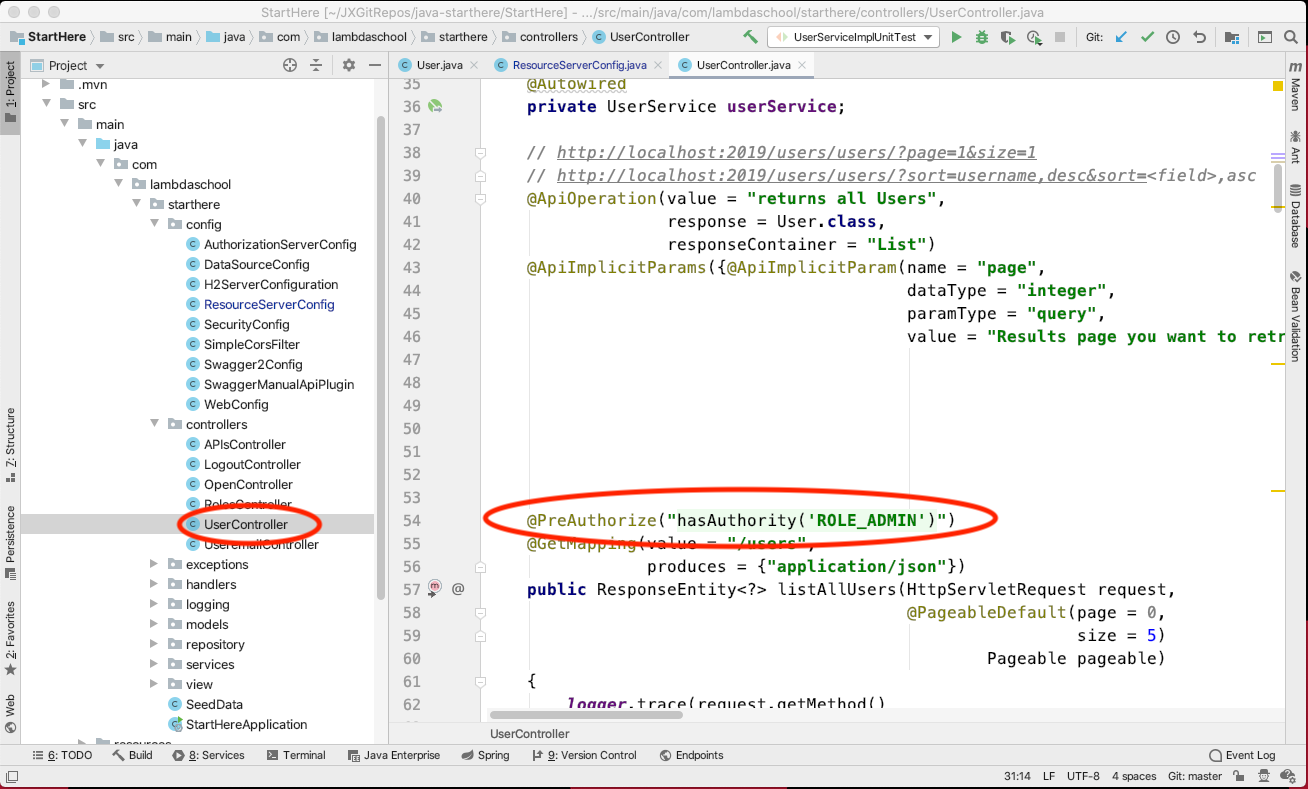 StartHere [~/JXGitRepos/java-starthere/StartHere] - .../src/main/java/com/lambdaschool/starthere/controllers/UserController.java
StartHere src main java com lambdaschool starthere controllers UserController UserServiceImplUnitTest Git:
1: Project
Z: Structure
Persistence
2: Favorites
Web
Project
.mvn
src
main
java
com
lambdaschool
starthere
config
AuthorizationServerConfig
DataSourceConfig
H2ServerConfiguration
ResourceServerConfig
SecurityConfig
SimpleCorsFilter
Swagger2Config
SwaggerManualApiPlugin
WebConfig
controllers
APIsController
LogoutController
OpenController
RolesController
UserController
UseremailController
exceptions
handlers
logging
models
repository
services
view
SeedData
StartHereApplication
resources
User.java ResourceServerConfig.java UserController.java
35 @Autowired
36 private UserService userService;
37
38 // http://localhost:2019/users/users/?page=1&size=1
39 // http://localhost:2019/users/users/?sort=username,desc&sort=<field>,asc
40 @ApiOperation(value = "returns all Users",
41 response = User.class,
42 responseContainer = "List")
43 @ApiImplicitParams({@ApiImplicitParam(name = "page",
44 dataType = "integer",
45 paramType = "query",
46 value = "Results page you want to retr
47
48
49
50
51
52
53
54 @PreAuthorize("hasAuthority('ROLE_ADMIN')")
55 @GetMapping(value = "/users",
56 produces = {"application/json"})
57 @ public ResponseEntity<?> listAllUsers(HttpServletRequest request,
58 @PageableDefault(page = 0,
59 size = 5)
60 Pageable pageable)
61 {
62 logger.trace(request.getMethod()
UserController
Maven
Ant
Database
Bean Validation
6: TODO Build 8: Services Terminal Java Enterprise Spring 9: Version Control Endpoints Event Log
31:14 LF UTF-8 4 spaces Git: master